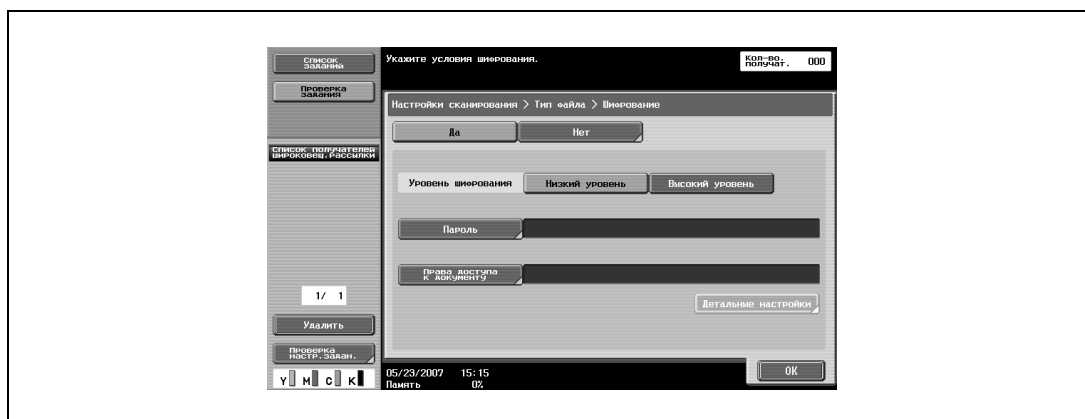 Список
заданий
Проверка
задания
Список получателей
широковещ.рассылки
1/ 1
Удалить
Проверка
настр.задан.
Y M C K
Укажите условия шифрования.
Кол-во.
получат. 000
Настройки сканирования > Тип файла > Шифрование
Да Нет
Уровень шифрования Низкий уровень Высокий уровень
Пароль
Права доступа
к документу
Детальные настройки
05/23/2007 15:15
Память 0%
OK